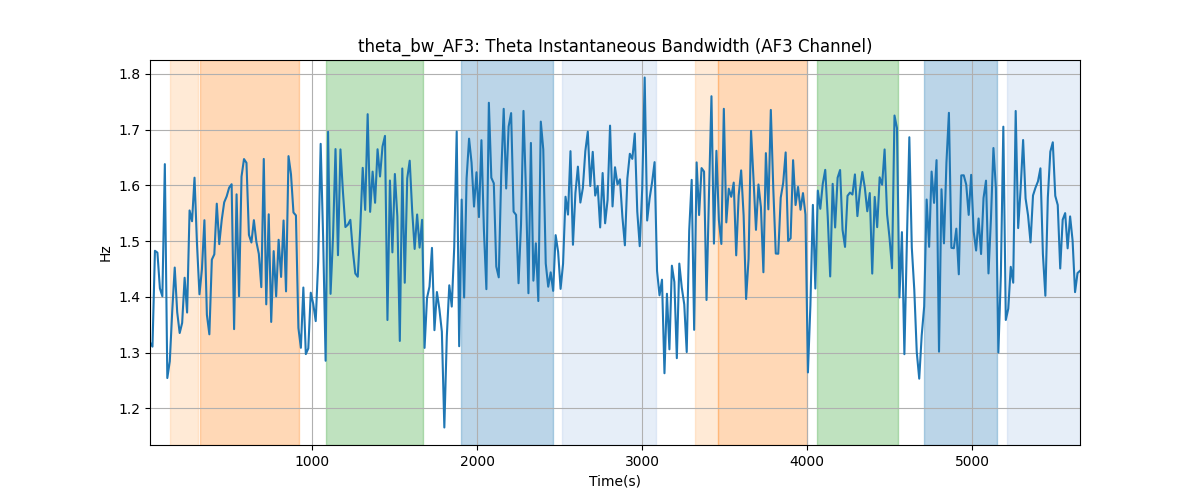 theta_bw_AF3: Theta Instantaneous Bandwidth (AF3 Channel)
1.8
1.7
1.6
1.5
1.4
1.3
1.2
Hz
1000 2000 3000 4000 5000
Time(s)